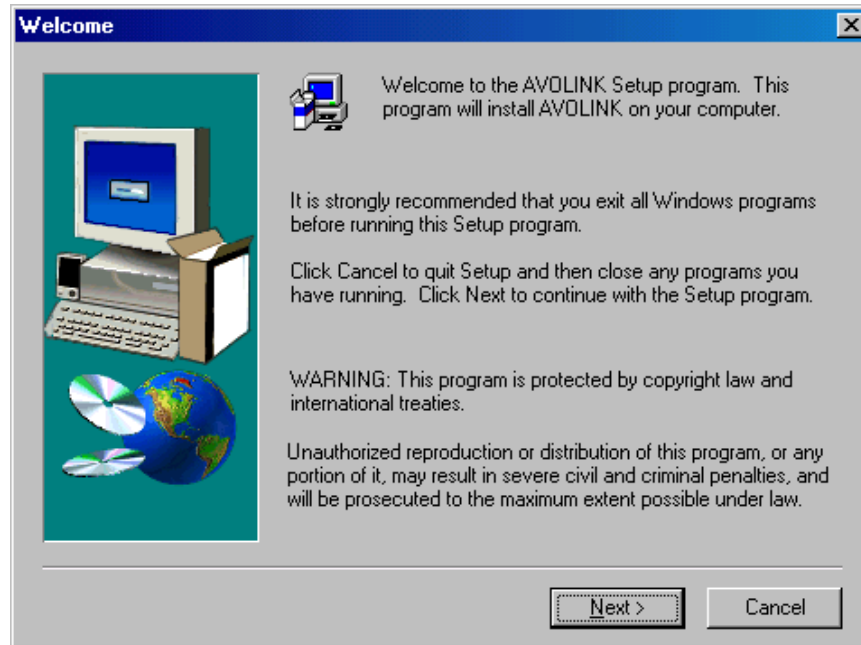 Welcome
Welcome to the AVOLINK Setup program.  This
program will install AVOLINK on your computer.
It is strongly recommended that you exit all Windows programs
before running this Setup program.
Click Cancel to quit Setup and then close any programs you
have running.  Click Next to continue with the Setup program.
WARNING: This program is protected by copyright law and
international treaties.
Unauthorized reproduction or distribution of this program, or any
portion of it, may result in severe civil and criminal penalties, and
will be prosecuted to the maximum extent possible under law.
Next >
Cancel